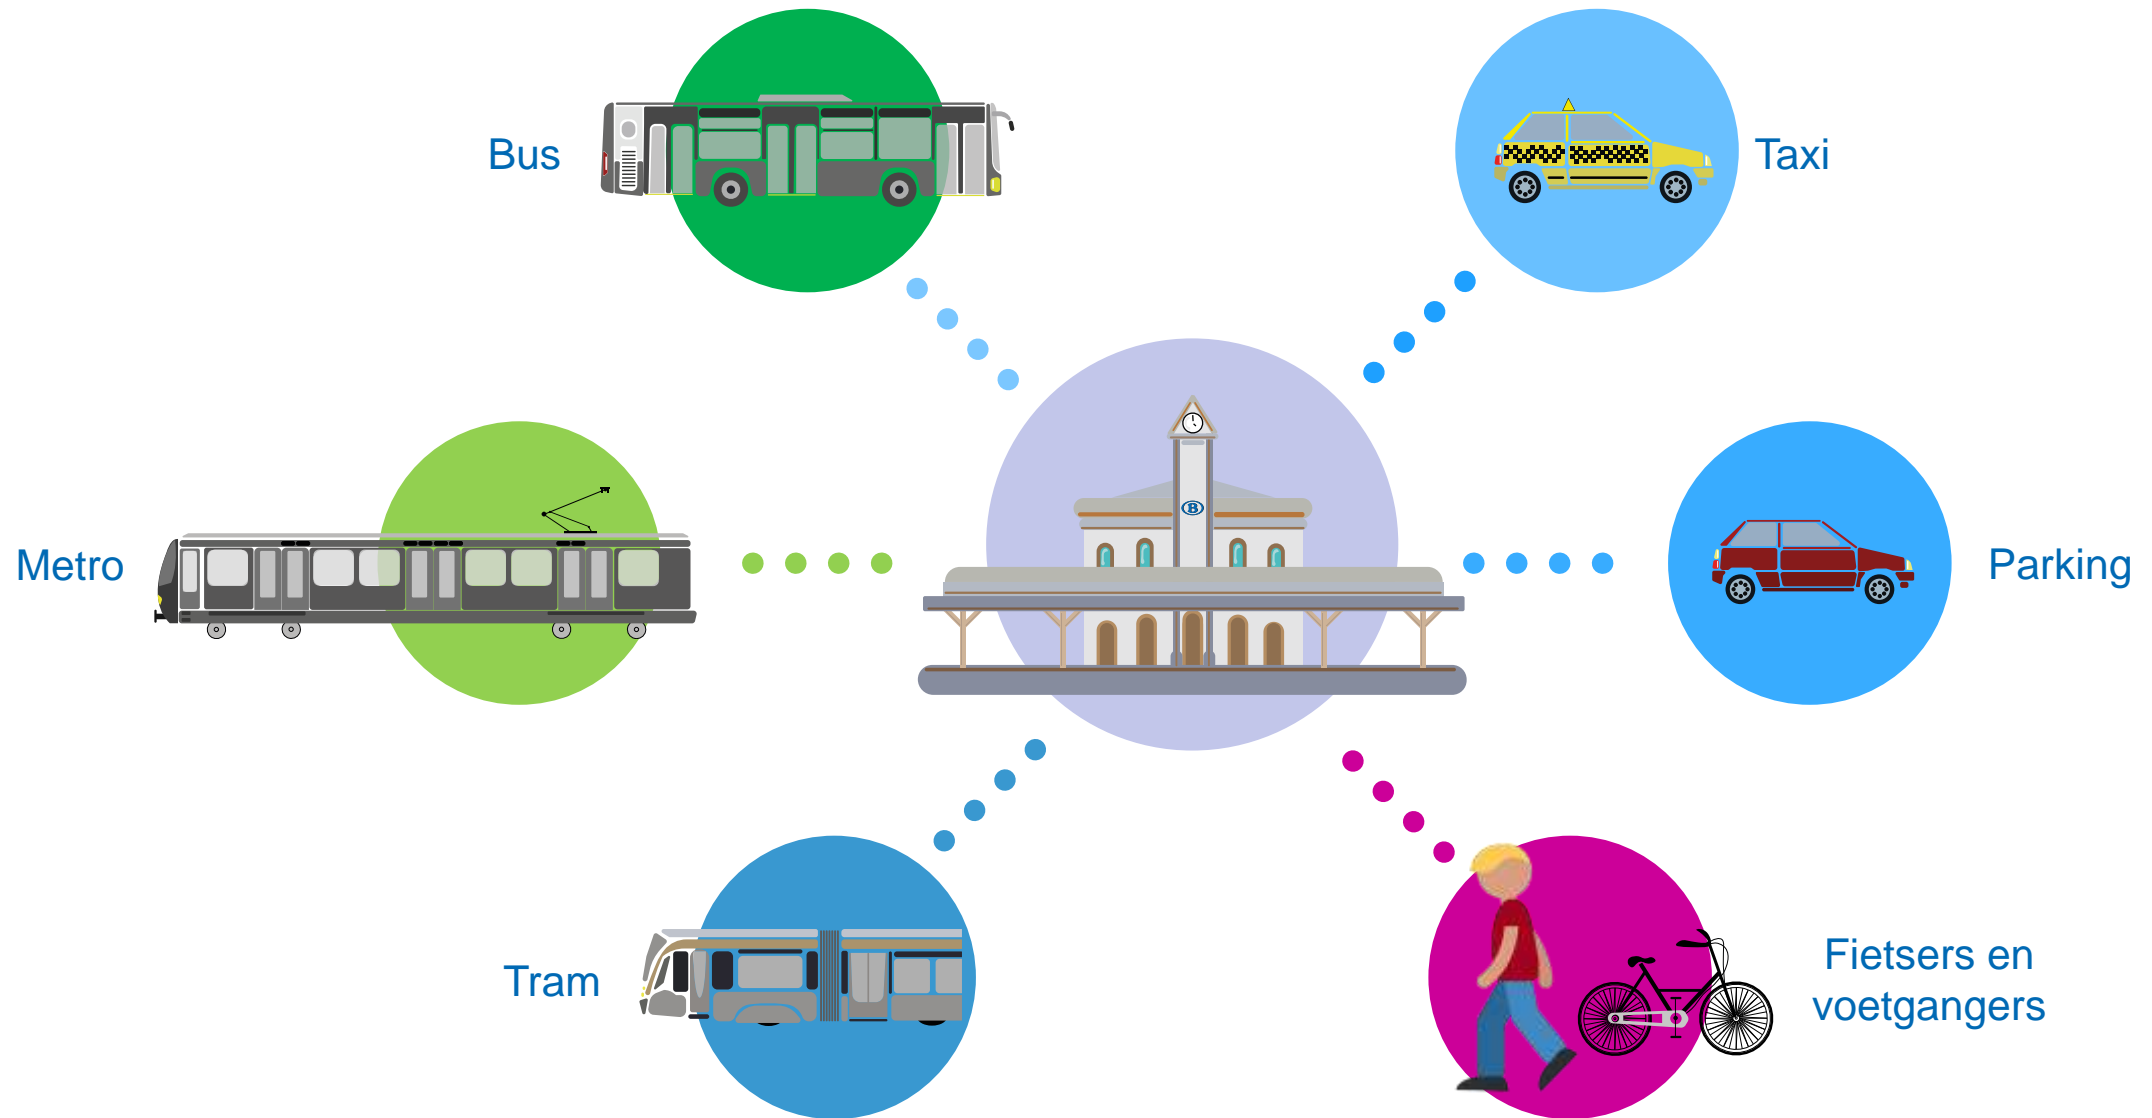 Bus
Taxi
B
Metro
Parking
Tram
Fietsers en
voetgangers